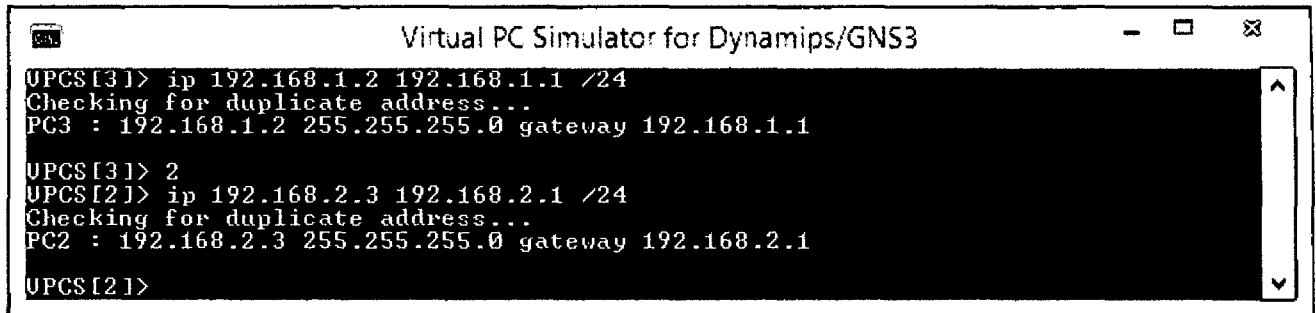 Virtual PC Simulator for Dynamips/GNS3
VPCS[3]> ip 192.168.1.2 192.168.1.1 /24
Checking for duplicate address...
PC3 : 192.168.1.2 255.255.255.0 gateway 192.168.1.1
VPCS[3]> 2
VPCS[2]> ip 192.168.2.3 192.168.2.1 /24
Checking for duplicate address...
PC2 : 192.168.2.3 255.255.255.0 gateway 192.168.2.1
VPCS[2]>